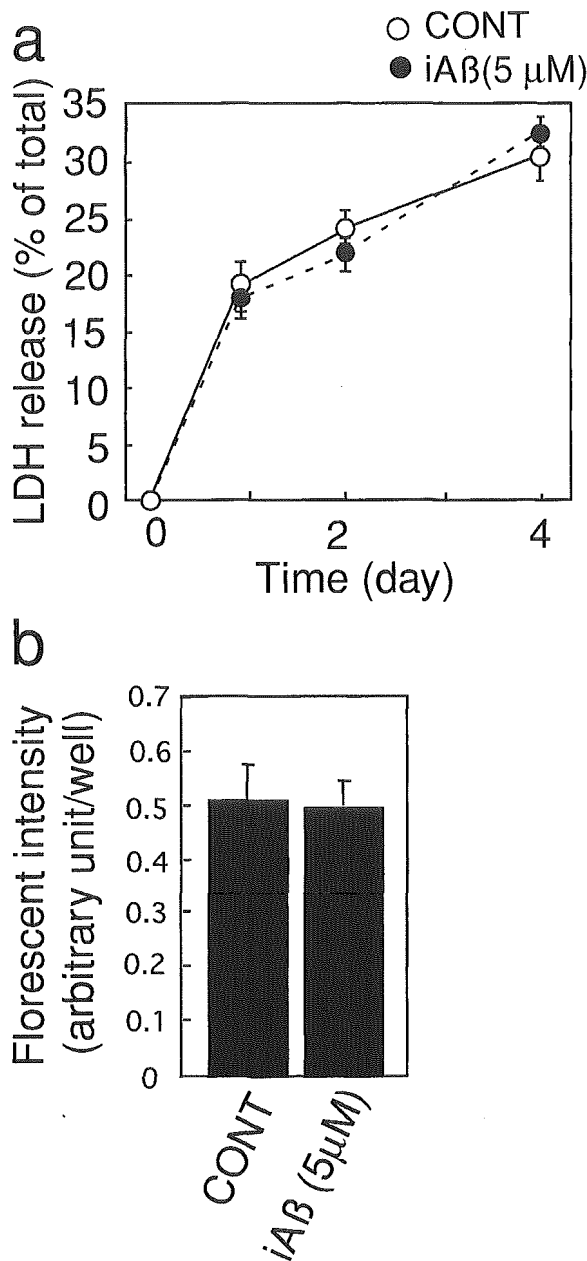 a
CONT
iAß(5 µM)
LDH release (% of total)
35
30
25
20
15
10
5
0
0 2 4
Time (day)
b
Florescent intensity
(arbitrary unit/well)
0.7
0.6
0.5
0.4
0.3
0.2
0.1
0
CONT
iAß (5µM)